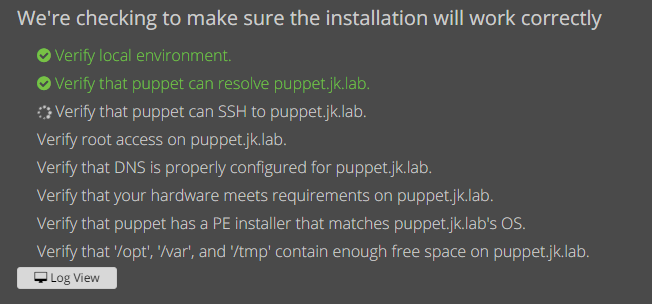 We're checking to make sure the installation will work correctly
Verify local environment.
Verify that puppet can resolve puppet.jk.lab.
Verify that puppet can SSH to puppet.jk.lab.
Verify root access on puppet.jk.lab.
Verify that DNS is properly configured for puppet.jk.lab.
Verify that your hardware meets requirements on puppet.jk.lab.
Verify that puppet has a PE installer that matches puppet.jk.lab's OS.
Verify that '/opt', '/var', and '/tmp' contain enough free space on puppet.jk.lab.
Log View